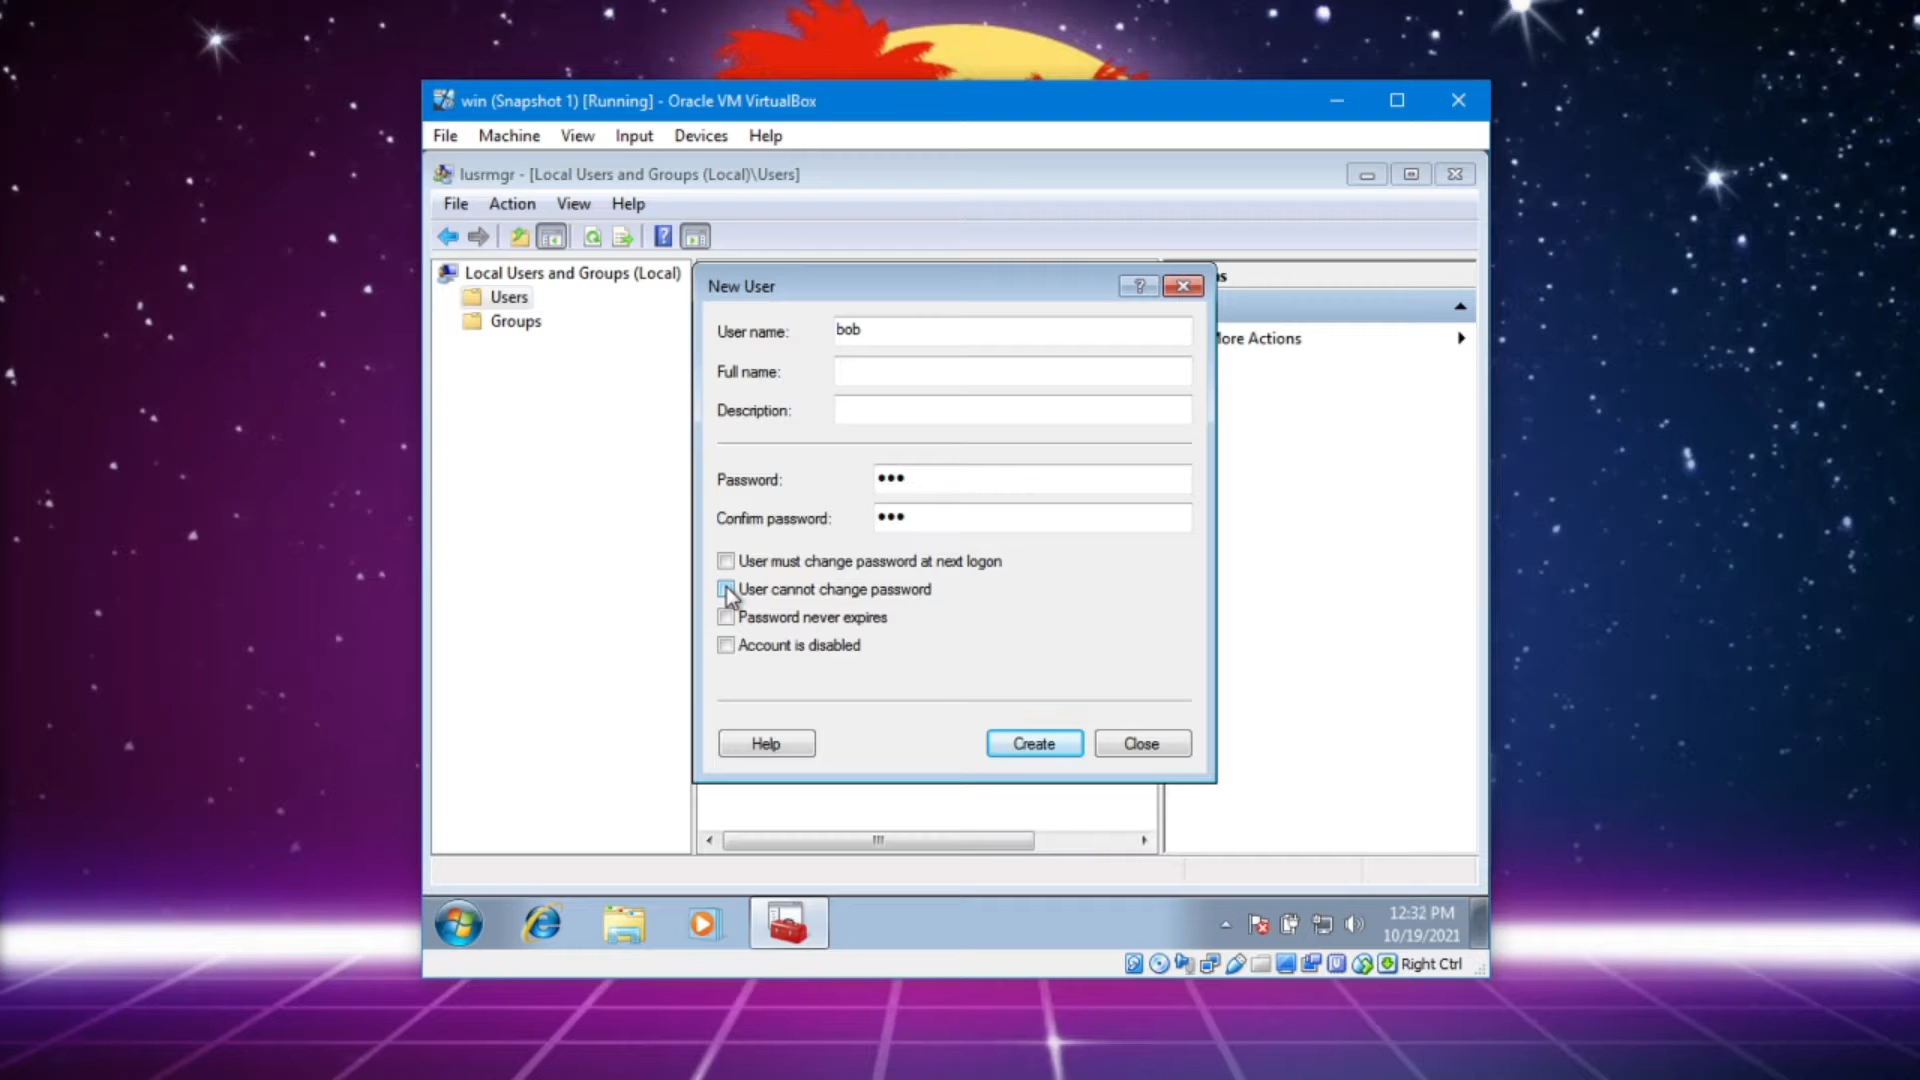 win (Snapshot 1) [Running] - Oracle VM VirtualBox
File Machine View Input Devices Help
lusrmgr - [Local Users and Groups (Local)\Users]
File Action View Help
Local Users and Groups (Local)
Users
Groups
New User
User name: bob
Full name:
Description:
Password: •••
Confirm password: •••
User must change password at next logon
User cannot change password
Password never expires
Account is disabled
Help Create Close
ns
More Actions
12:32 PM
10/19/2021
Right Ctrl